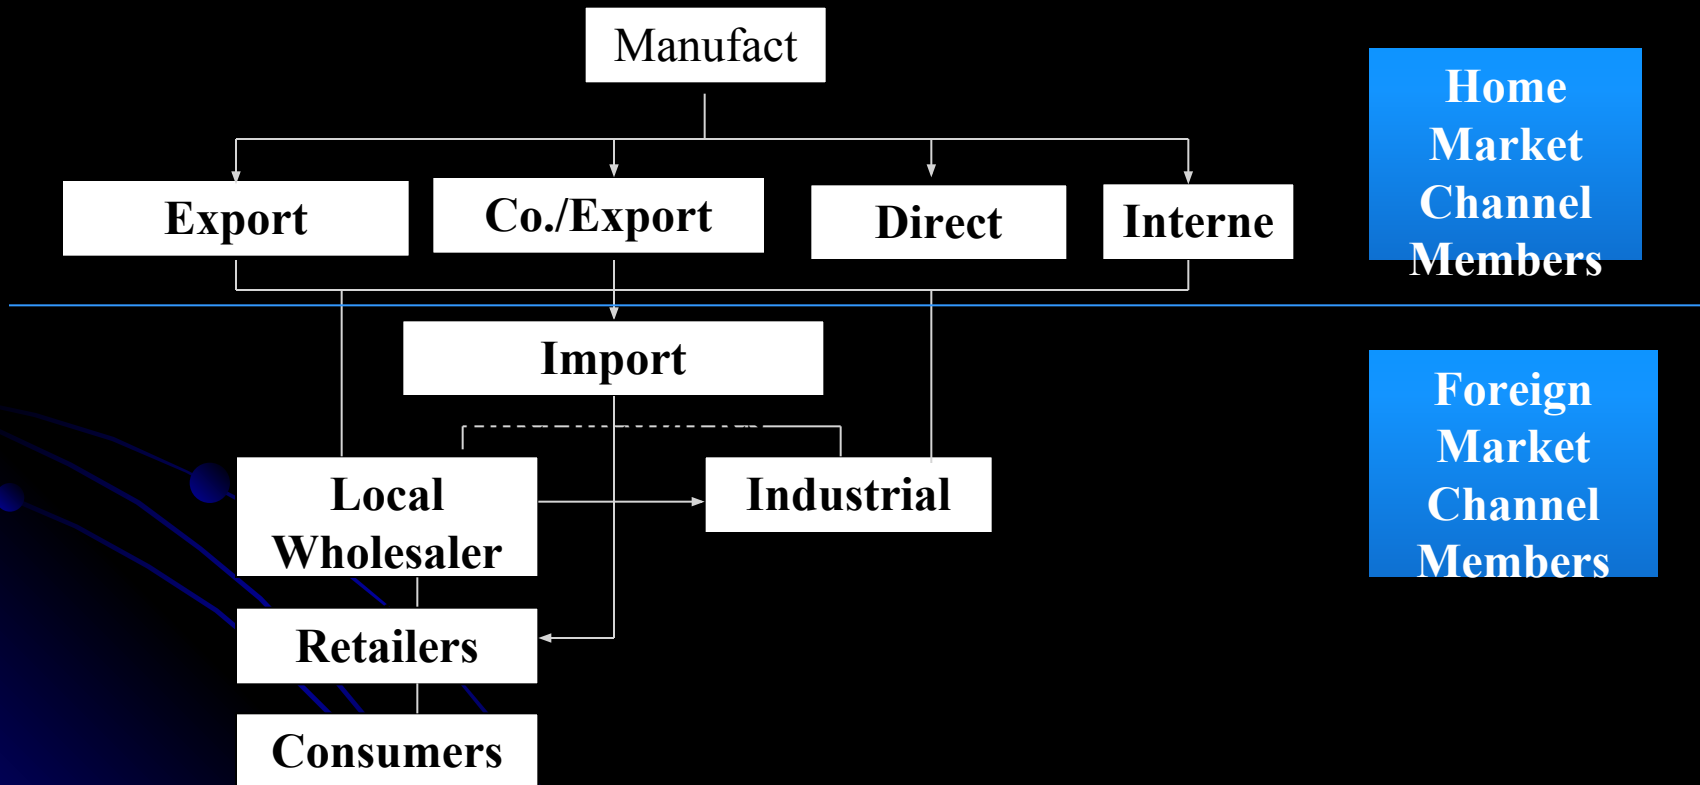 Manufact
Home
Market
Channel
Members
Export
Co./Export
Direct
Interne
Import
Foreign
Market
Channel
Members
Local
Wholesaler
Industrial
Retailers
Consumers